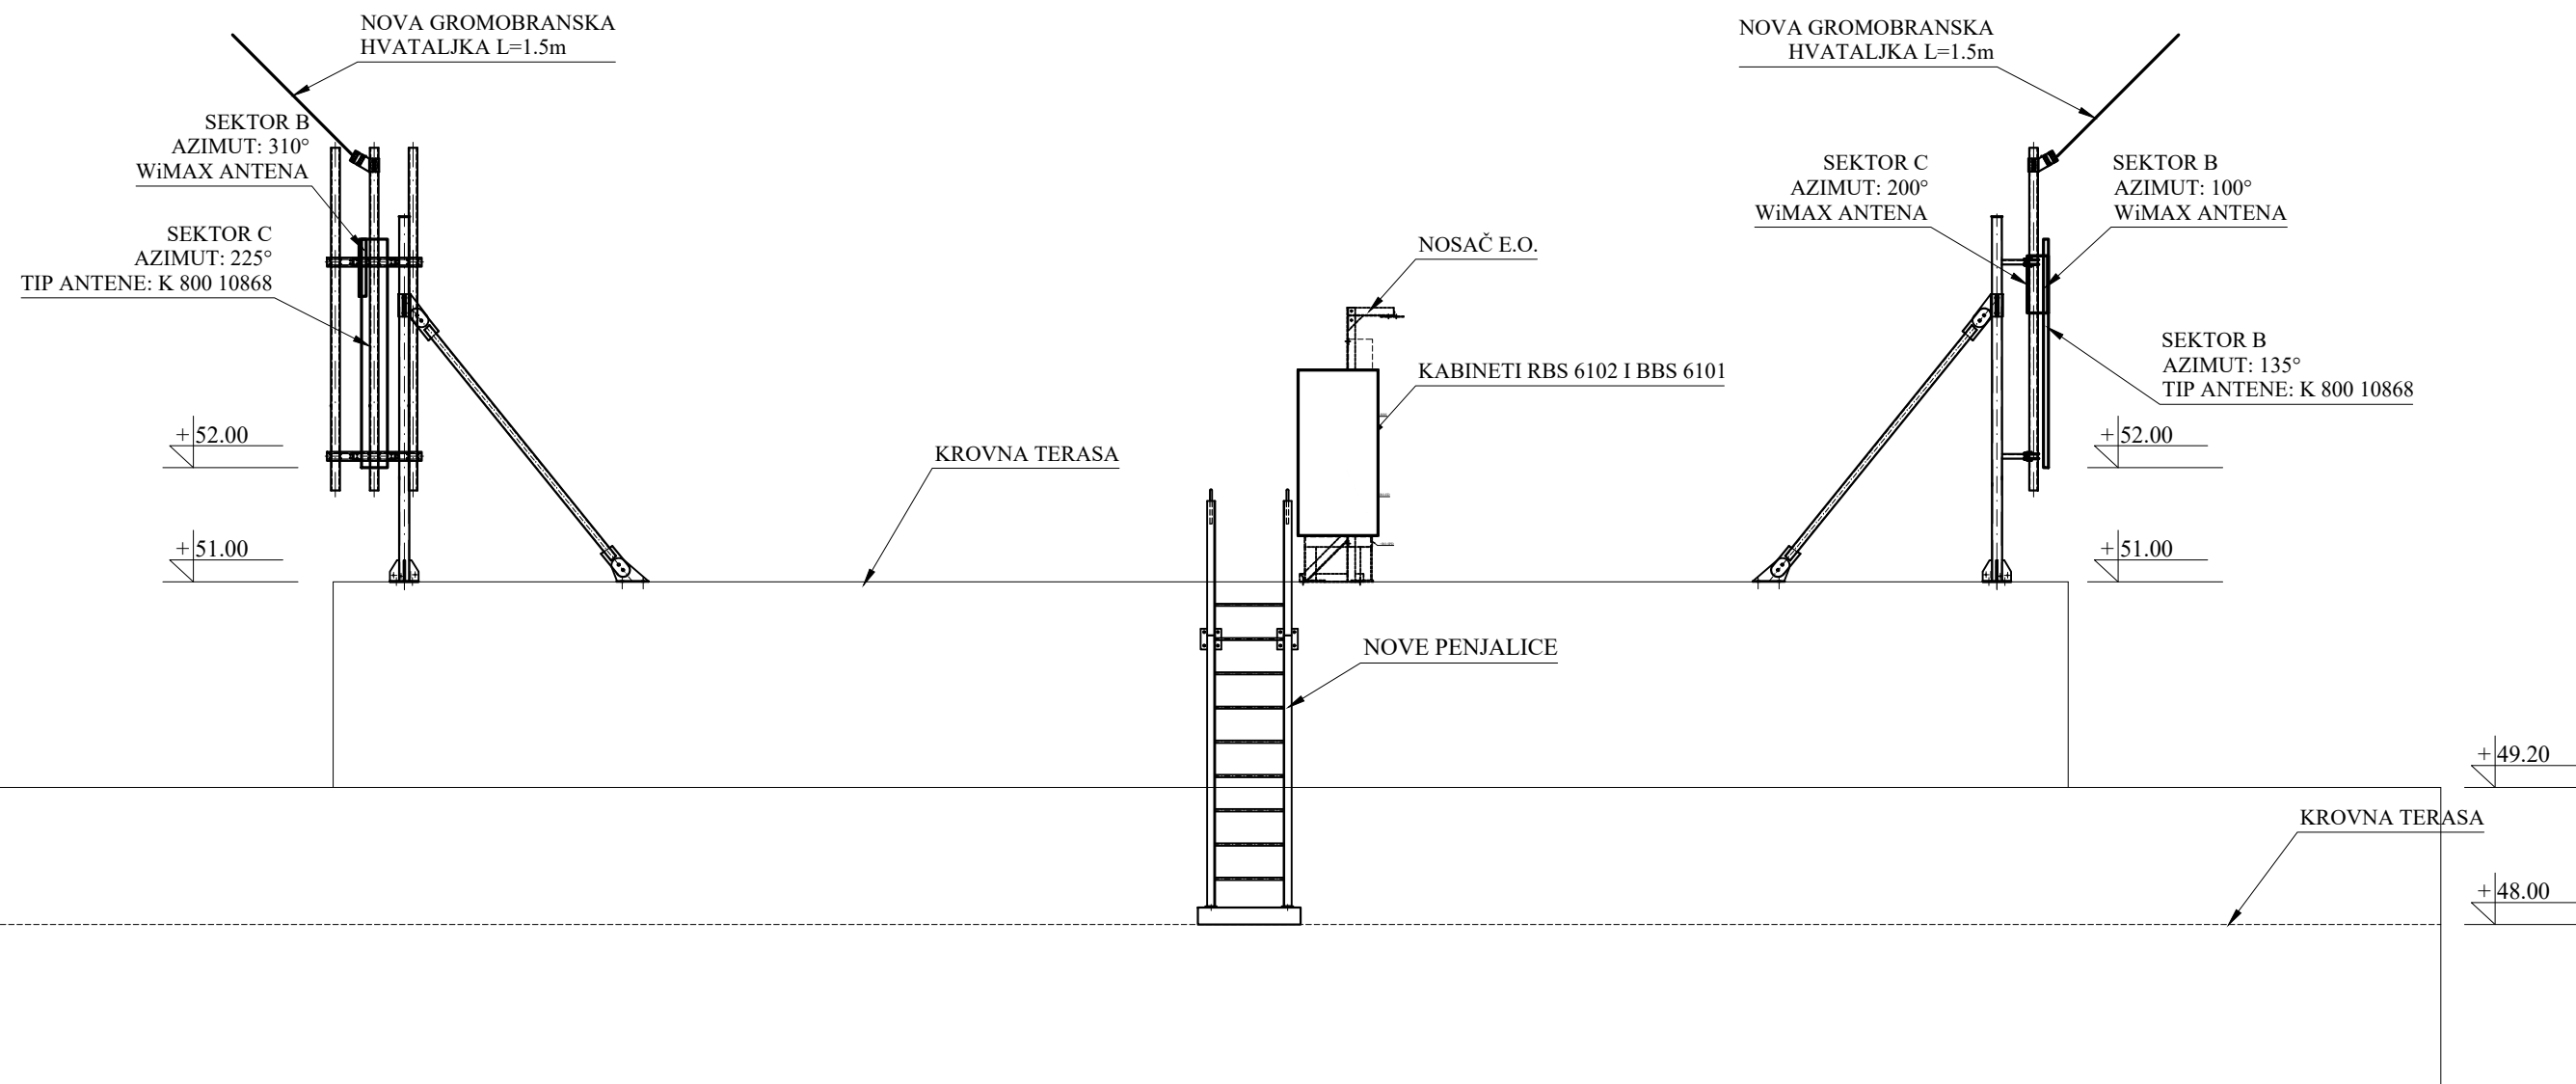 NOVA GROMOBRANSKA
HVATALJKA L=1.5m
SEKTOR B
AZIMUT: 310°
WiMAX ANTENA
SEKTOR C
AZIMUT: 225°
TIP ANTENE: K 800 10868
+52.00
+51.00
KROVNA TERASA
NOSAČ E.O.
KABINETI RBS 6102 I BBS 6101
NOVE PENJALICE
NOVA GROMOBRANSKA
HVATALJKA L=1.5m
SEKTOR C
AZIMUT: 200°
WiMAX ANTENA
SEKTOR B
AZIMUT: 100°
WiMAX ANTENA
SEKTOR B
AZIMUT: 135°
TIP ANTENE: K 800 10868
+52.00
+51.00
+49.20
KROVNA TERASA
+48.00